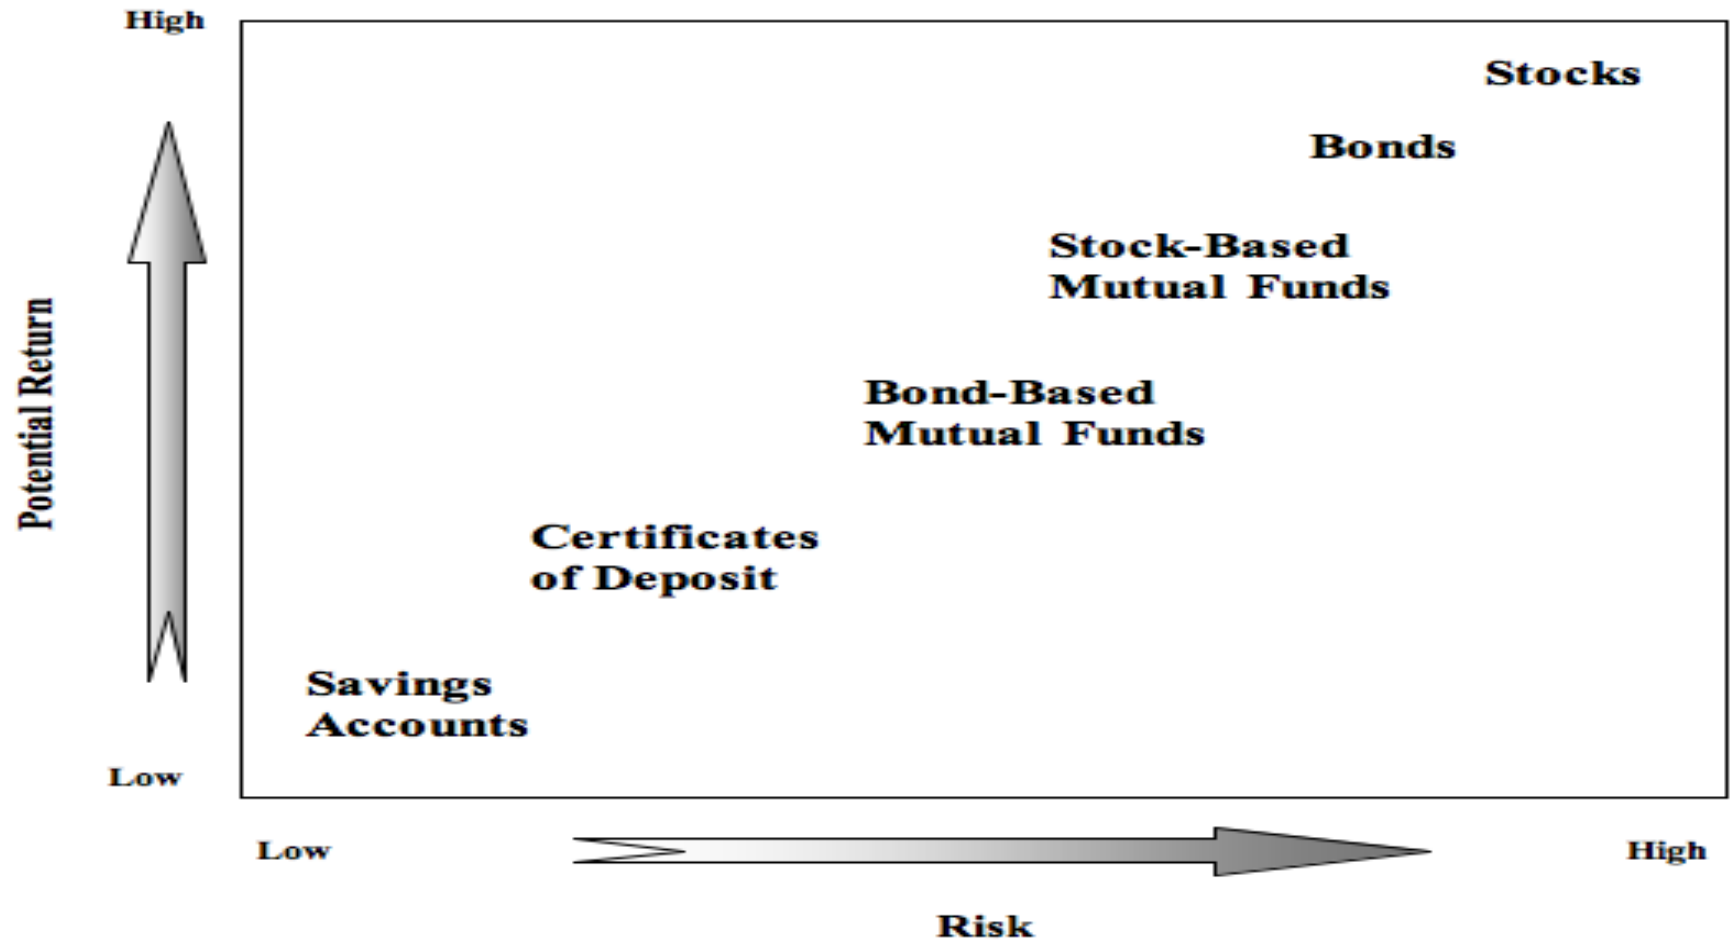 High
Stocks
Bonds
Stock-Based
Mutual Funds
Potential Return
Bond-Based
Mutual Funds
Certificates
of Deposit
Savings
Accounts
Low
Low
High
Risk